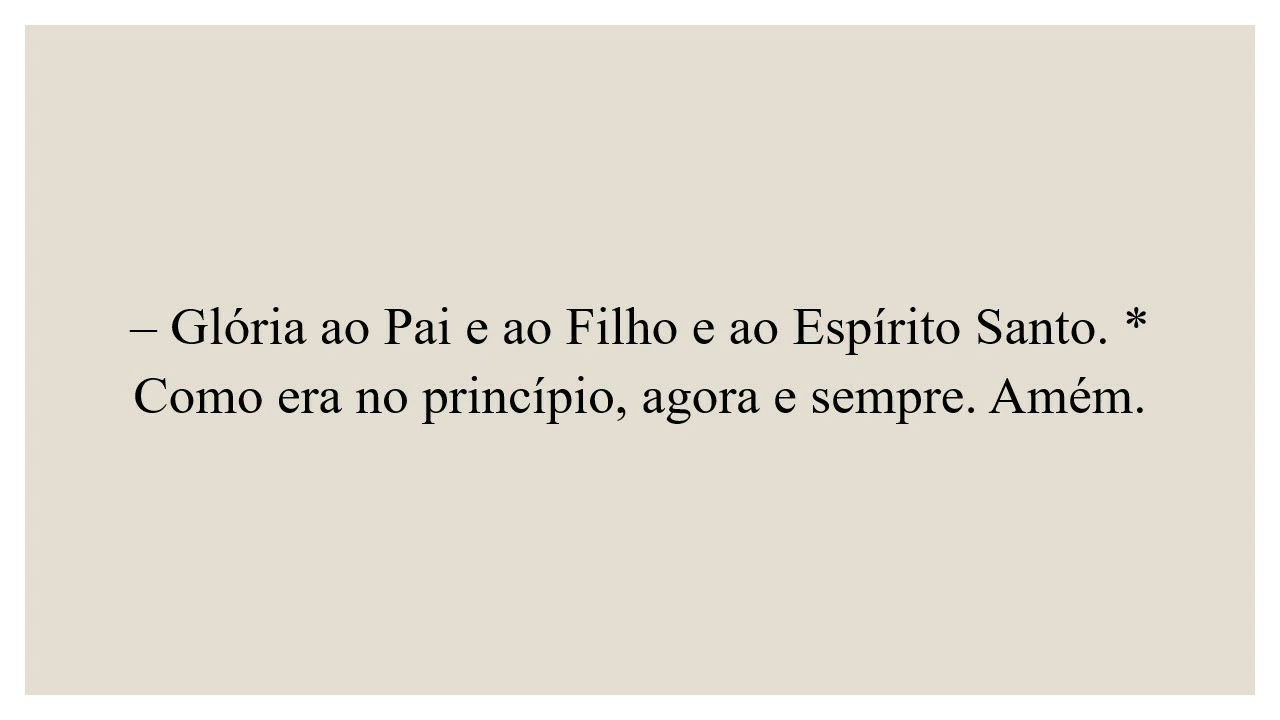 – Glória ao Pai e ao Filho e ao Espírito Santo. *
Como era no princípio, agora e sempre. Amém.